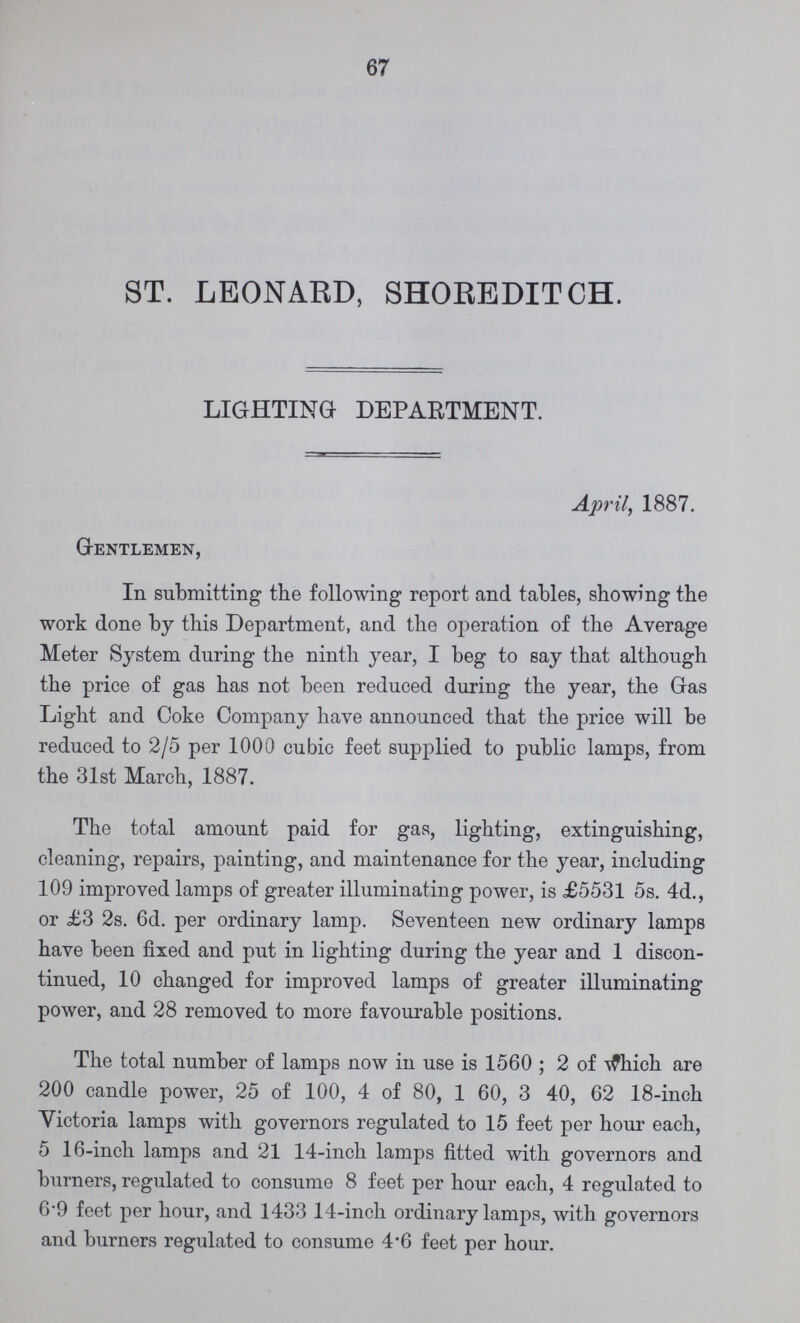 67
ST. LEONARD, SHOREDITCH.
LIGHTING DEPARTMENT.
April, 1887.
GENTLEMEN,
In submitting the following report and tables, showing the
work done by this Department, and the operation of the Average
Meter System during the ninth year, I beg to say that although
the price of gas has not been reduced during the year, the Gas
Light and Coke Company have announced that the price will be
reduced to 2/5 per 1000 cubic feet supplied to public lamps, from
the 31st March, 1887.
The total amount paid for gas, lighting, extinguishing,
cleaning, repairs, painting, and maintenance for the year, including
109 improved lamps of greater illuminating power, is £5531 5s. 4d.,
or £3 2s. 6d. per ordinary lamp. Seventeen new ordinary lamps
have been fixed and put in lighting during the year and 1 discon-
tinued, 10 changed for improved lamps of greater illuminating
power, and 28 removed to more favourable positions.
The total number of lamps now in use is 1560 ; 2 of which are
200 candle power, 25 of 100, 4 of 80, 1 60, 3 40, 62 18-inch
Victoria lamps with governors regulated to 15 feet per hour each,
5 16-inch lamps and 21 14-inch lamps fitted with governors and
burners, regulated to consume 8 feet per hour each, 4 regulated to
6·9 feet per hour, and 1433 14-inch ordinary lamps, with governors
and burners regulated to consume 4·6 feet per hour.